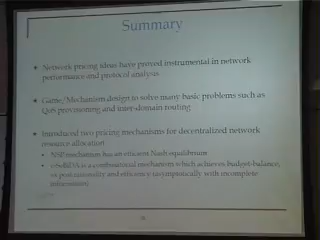 Summary
Network pricing ideas have proved instrumental in network
performance and protocol analysis
Game/Mechanism design to solve many basic problems such as
QoS provisioning and inter-domain routing
Introduced two pricing mechanisms for decentralized network
resource allocation
NSP mechanism has an efficient Nash equilibrium
c-SeBiDA is a combinatorial mechanism which achieves budget-balance,
ex post rationality and efficiency (asymptotically with incomplete
information)